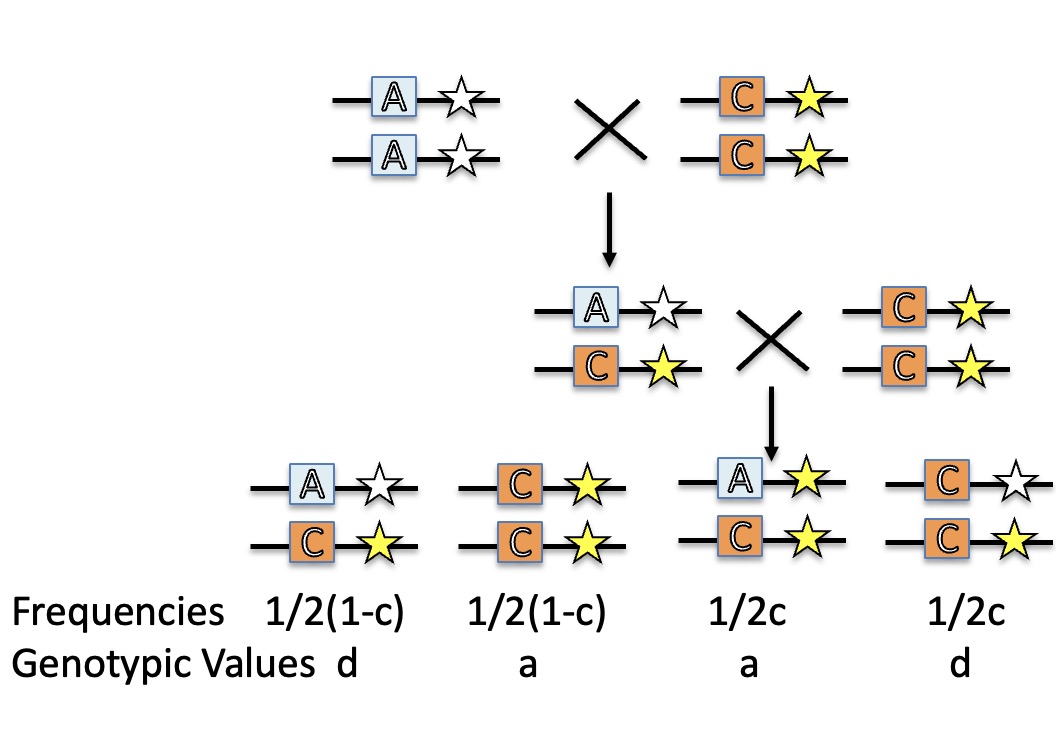 A C
A C
A C
C C
A C A C
C C C C
Frequencies 1/2(1-c) 1/2(1-c) 1/2c 1/2c
Genotypic Values d a a d